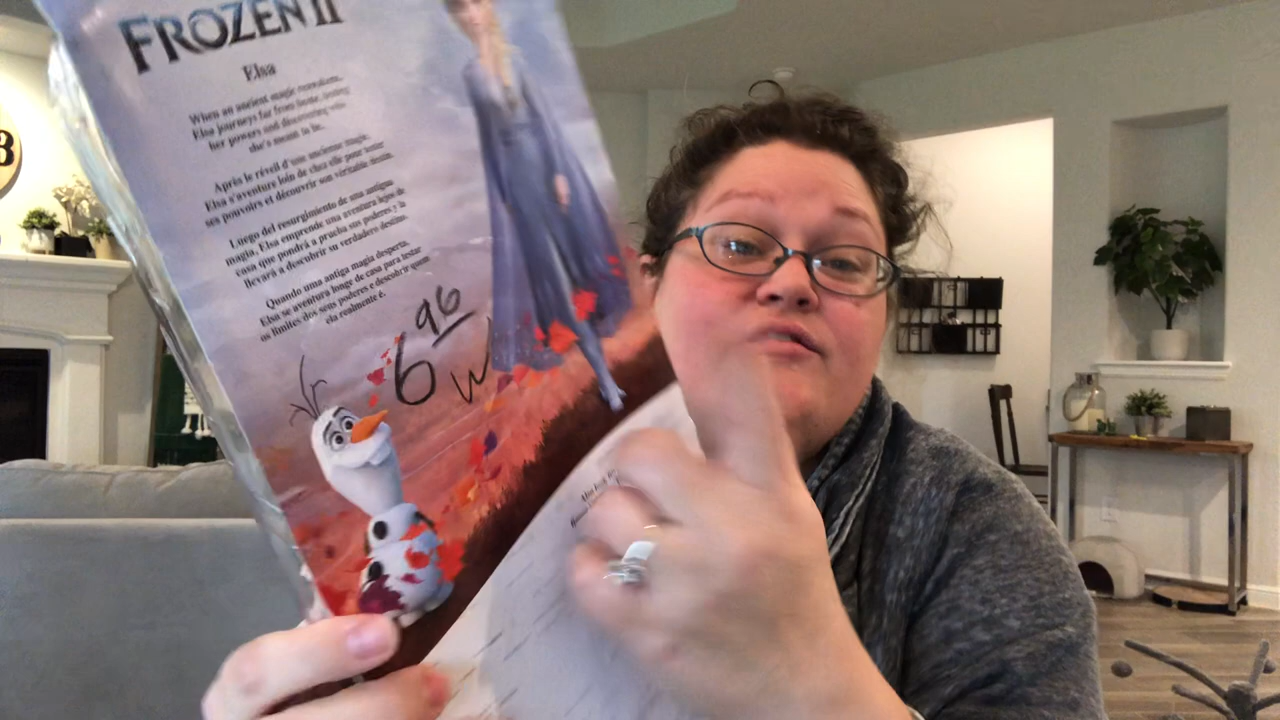 FROZEN II
Elsa
When an ancient magic reawakens,
Elsa journeys far from home, testing
her powers and discovering who
she's meant to be.
Après le réveil d'une ancienne magie,
Elsa s'aventure loin de chez elle pour tester
ses pouvoirs et découvrir son véritable destin.
Luego del resurgimiento de una antigua
magia, Elsa emprende una aventura lejos de
casa que pondrá a prueba sus poderes y la
llevará a descubrir su verdadero destino.
Quando uma antiga magia desperta,
Elsa se aventura longe de casa para testar
os limites dos seus poderes e descobrir quem
ela realmente é.
6 96
W
8